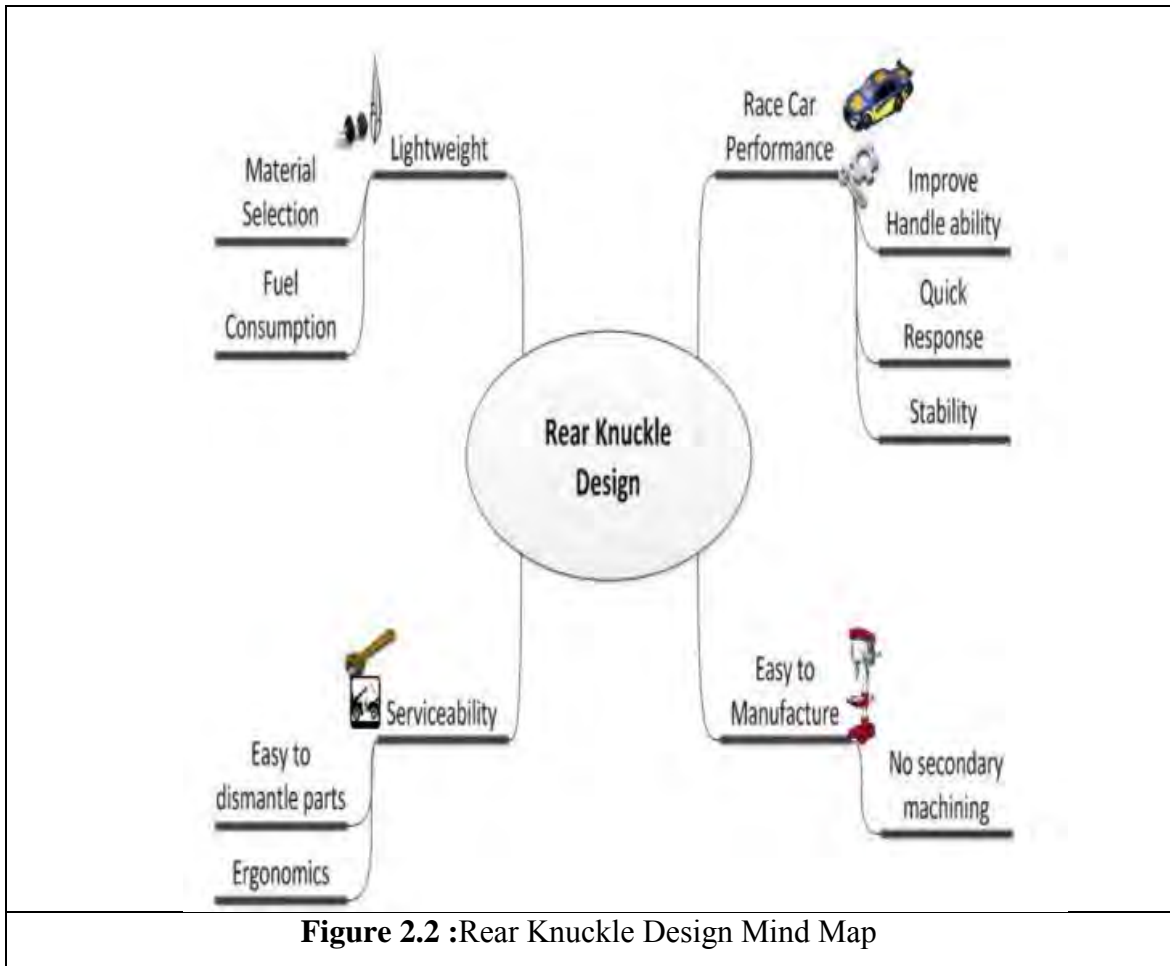 Lightweight
Material
Selection
Fuel
Consumption
Race Car
Performance
Improve
Handle ability
Quick
Response
Stability
Rear Knuckle
Design
Serviceability
Easy to
dismantle parts
Ergonomics
Easy to
Manufacture
No secondary
machining
Figure 2.2 :Rear Knuckle Design Mind Map